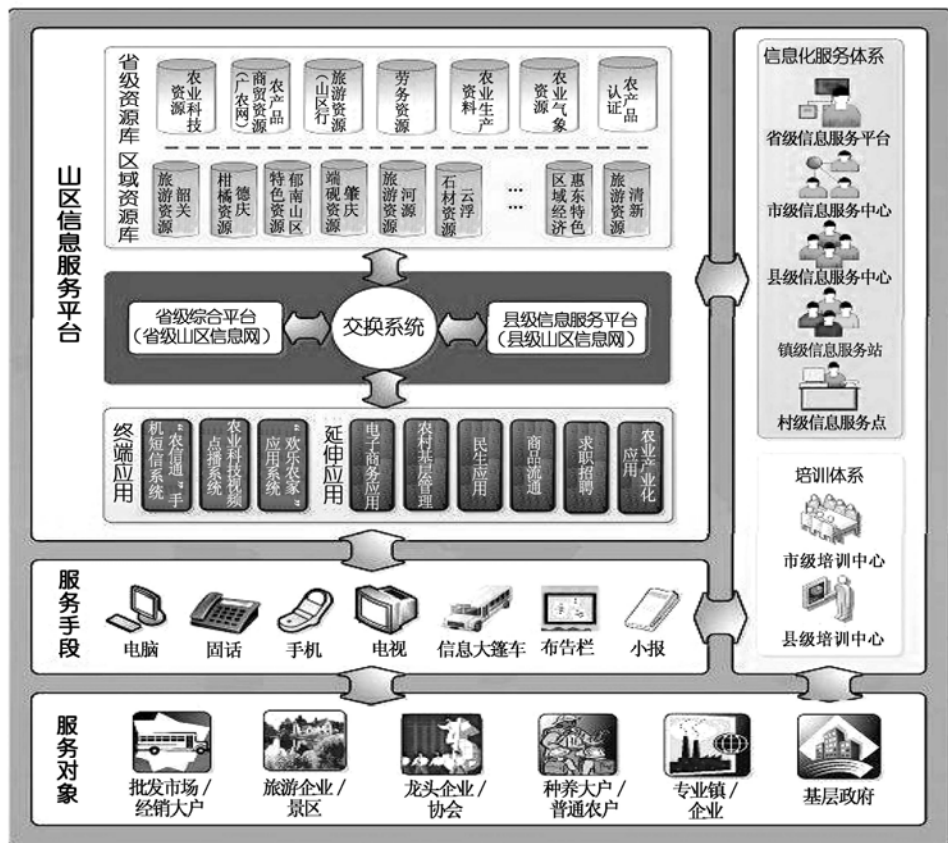 山区信息服务平台
省级资源库
农业科技
资源
农产品
商贸资源
(广农网)
旅游资源
(山区行)
劳务资源
农业生产
资料
农业气象
资源
农产品
认证
区域资源库
韶关
旅游资源
德庆
柑橘资源
郁南山区
特色资源
肇庆
端砚资源
河源
旅游资源
云浮
石材资源
…
…
惠东特色
区域经济
清新
旅游资源
省级综合平台
(省级山区信息网)
交换系统
县级信息服务平台
(县级山区信息网)
终端应用
“农信通”手
机短信系统
农业科技视频
点播系统
“欢乐农家”
应用系统
延伸应用
电子商务应用
农村基层管理
民生应用
商品流通
求职招聘
农业产业化
应用
信息化服务体系
省级信息服务平台
市级信息服务中心
县级信息服务中心
镇级信息服务站
村级信息服务点
培训体系
市级培训中心
县级培训中心
服务手段
电脑
固话
手机
电视
信息大篷车
布告栏
小报
服务对象
批发市场/
经销大户
旅游企业/
景区
龙头企业/
协会
种养大户/
普通农户
专业镇/
企业
基层政府